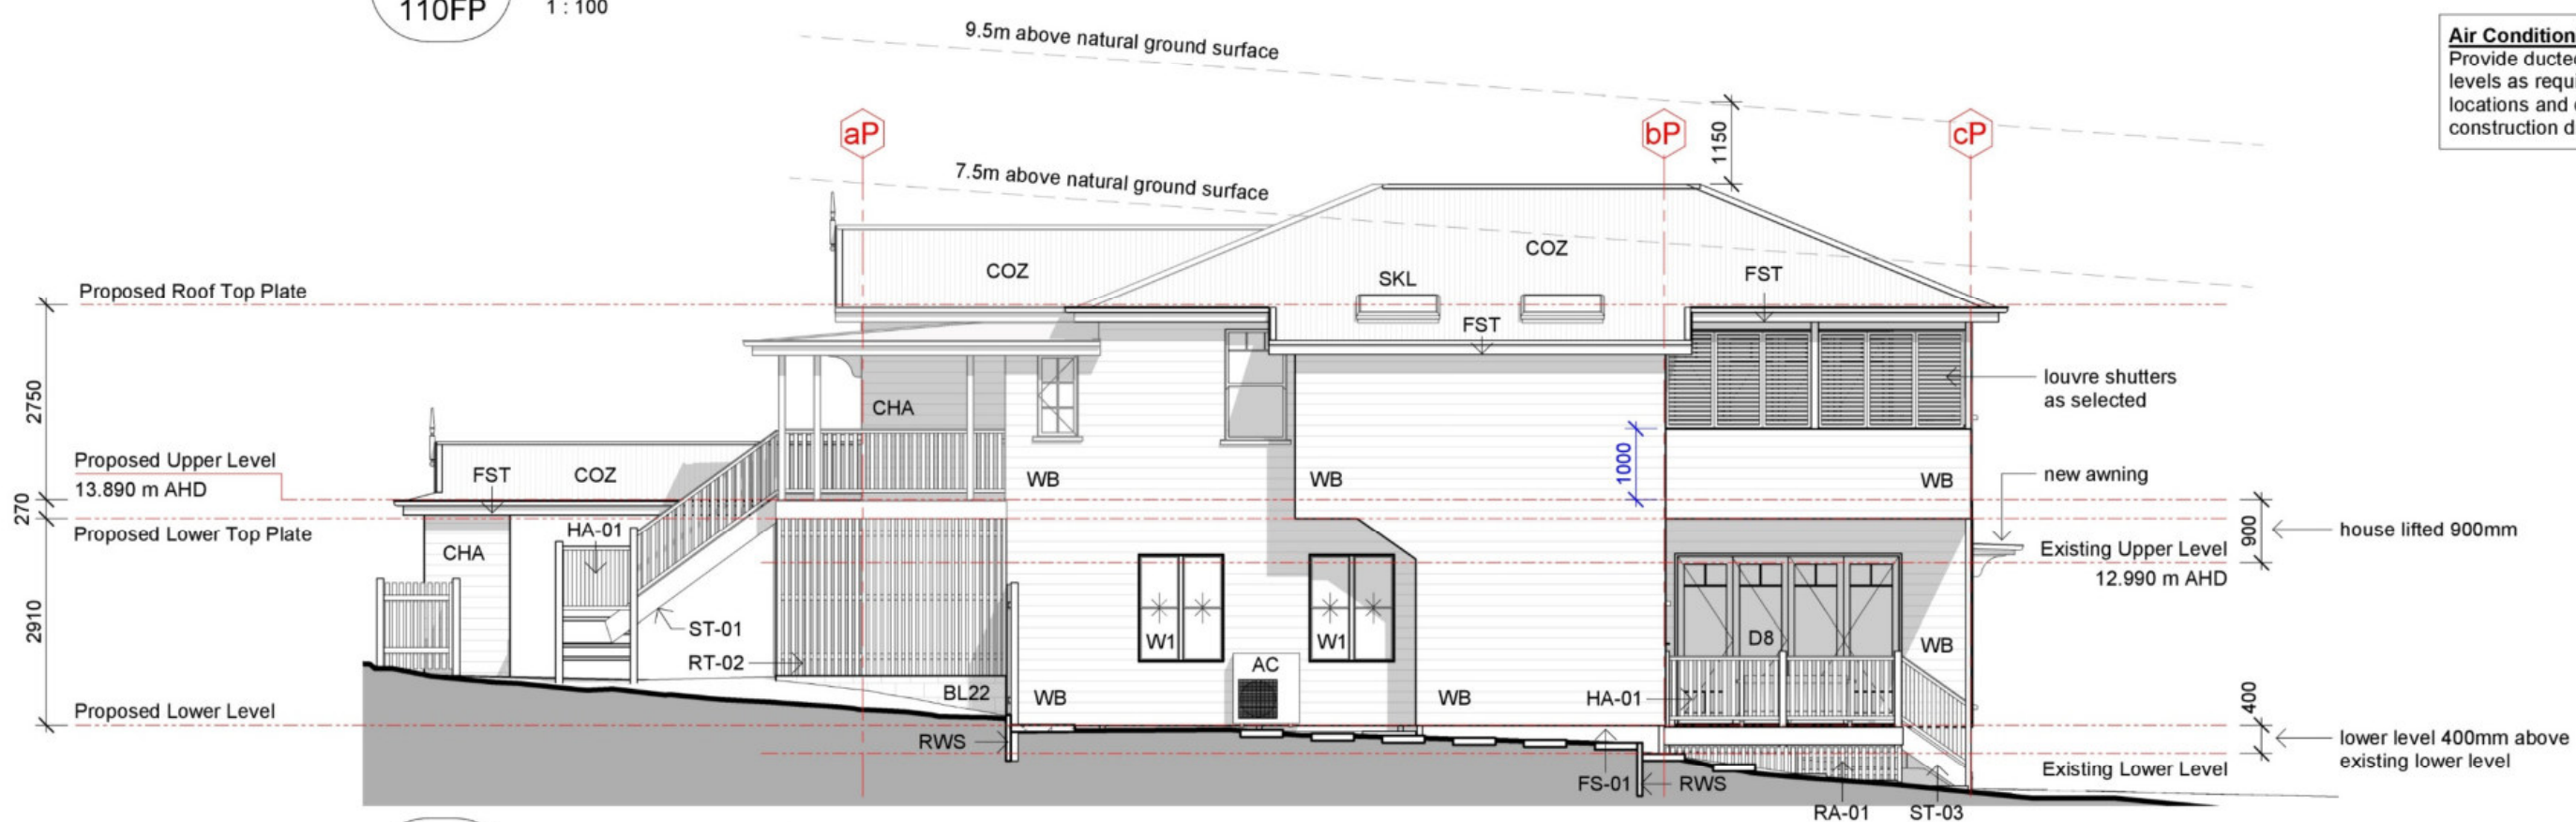 110FP
1 : 100
9.5m above natural ground surface
Air Condition
Provide ducted
levels as requi
locations and
construction d
aP
bP
cP
1150
7.5m above natural ground surface
COZ
COZ
SKL
FST
FST
Proposed Roof Top Plate
2750
CHA
louvre shutters
as selected
Proposed Upper Level
13.890 m AHD
FST
COZ
WB
WB
1000
WB
new awning
270
Proposed Lower Top Plate
HA-01
CHA
900
house lifted 900mm
Existing Upper Level
12.990 m AHD
2910
ST-01
RT-02
W1
W1
D8
WB
AC
BL22
WB
WB
HA-01
400
Proposed Lower Level
RWS
lower level 400mm above
existing lower level
Existing Lower Level
FS-01
RWS
RA-01
ST-03